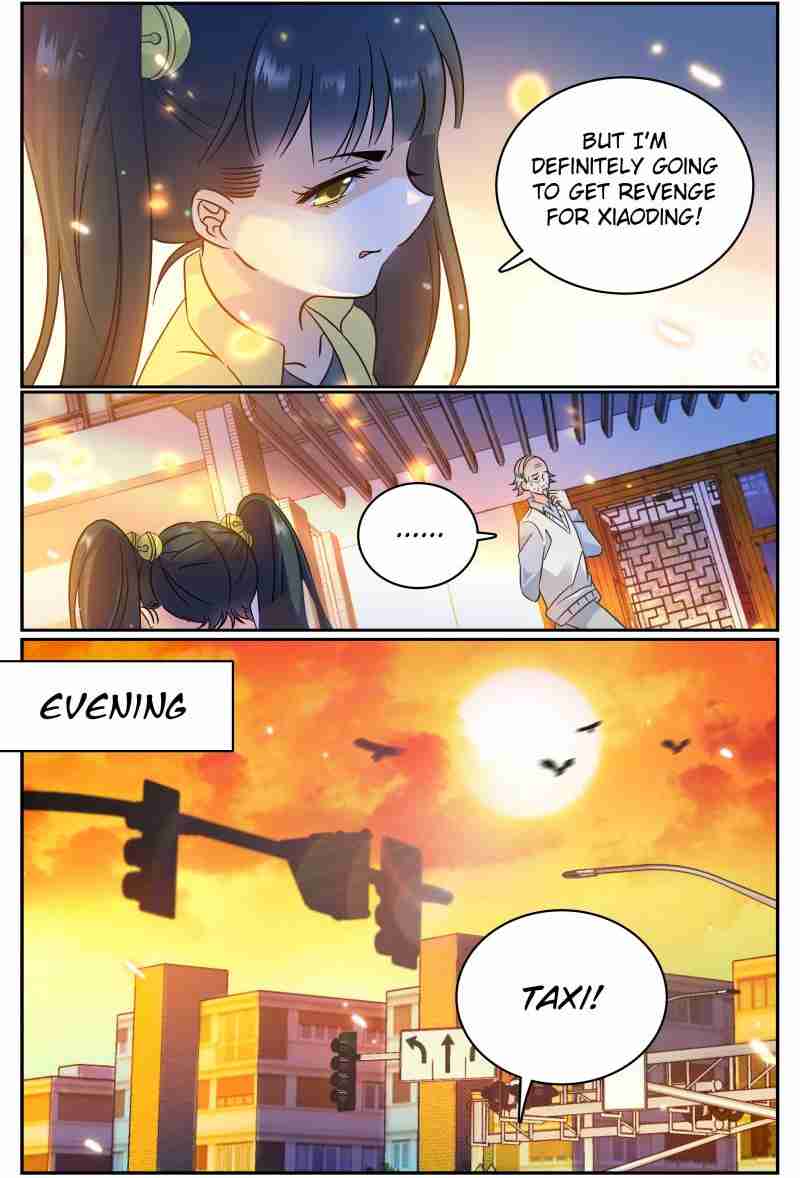 BUT I'M
DEFINITELY GOING
TO GET REVENGE
FOR XIAODING!
......
EVENING
TAXI!